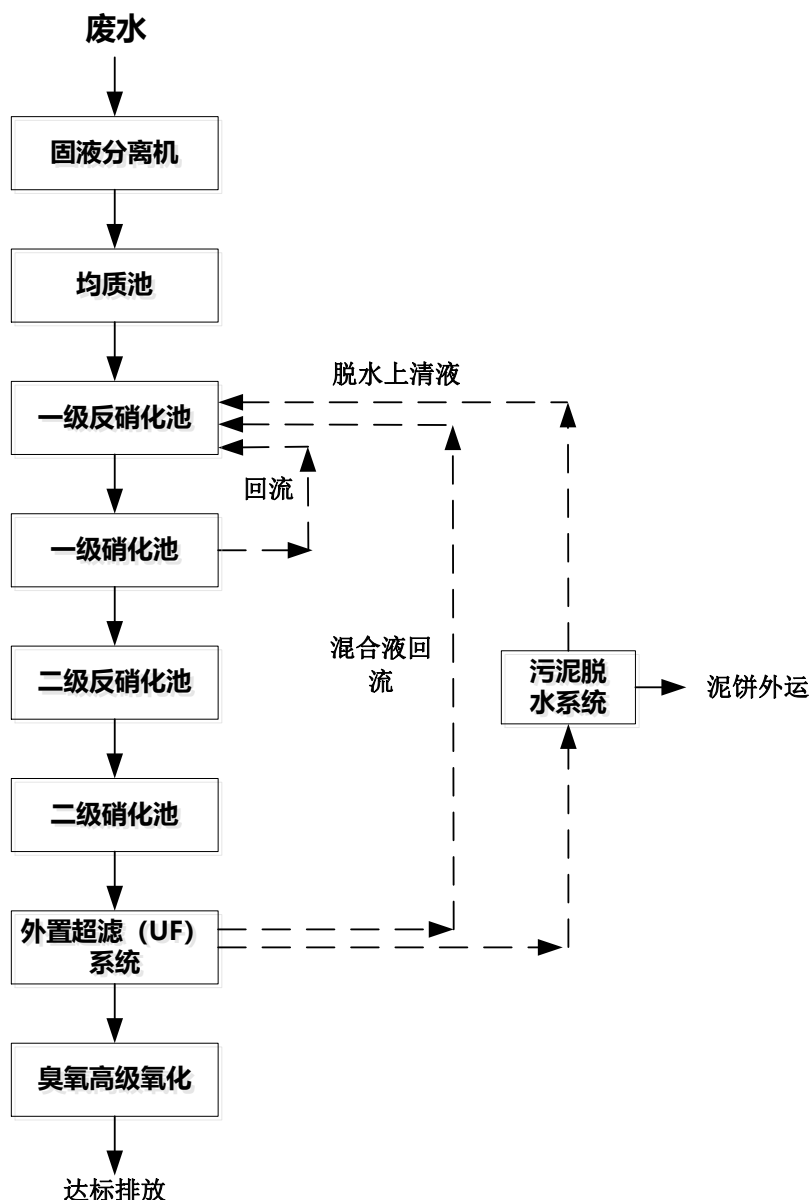 废水
固液分离机
均质池
脱水上清液
一级反硝化池
回流
一级硝化池
混合液回
流
二级反硝化池
污泥脱
水系统
泥饼外运
二级硝化池
外置超滤（UF）
系统
臭氧高级氧化
达标排放